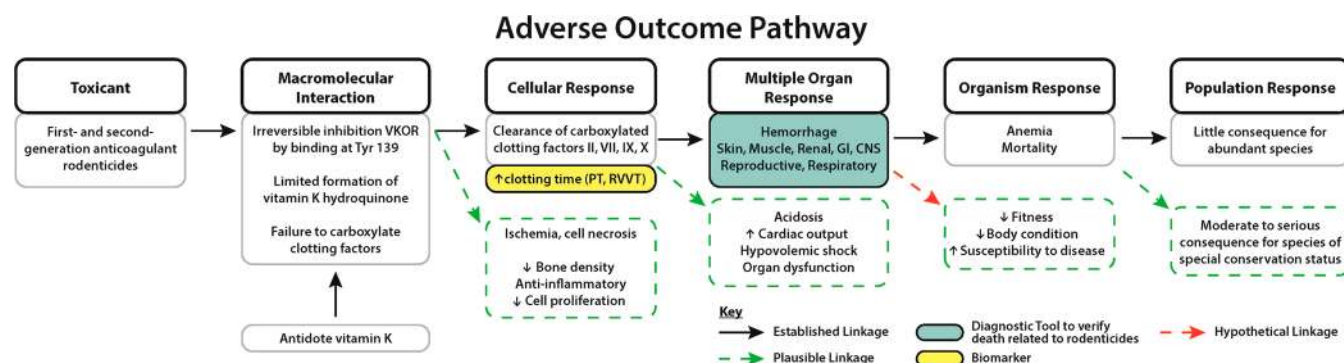 Adverse Outcome Pathway
Toxicant
First- and second-
generation anticoagulant
rodenticides
Macromolecular
Interaction
Irreversible inhibition VKOR
by binding at Tyr 139
Limited formation of
vitamin K hydroquinone
Failure to carboxylate
clotting factors
Antidote vitamin K
Cellular Response
Clearance of carboxylated
clotting factors II, VII, IX, X
↑clotting time (PT, RVVT)
Ischemia, cell necrosis
↓ Bone density
Anti-inflammatory
↓ Cell proliferation
Multiple Organ
Response
Hemorrhage
Skin, Muscle, Renal, GI, CNS
Reproductive, Respiratory
Acidosis
↑ Cardiac output
Hypovolemic shock
Organ dysfunction
Organism Response
Anemia
Mortality
↓ Fitness
↓Body condition
↑ Susceptibility to disease
Population Response
Little consequence for
abundant species
Moderate to serious
consequence for species of
special conservation status
Key
Established Linkage
Plausible Linkage
Diagnostic Tool to verify
death related to rodenticides
Biomarker
Hypothetical Linkage